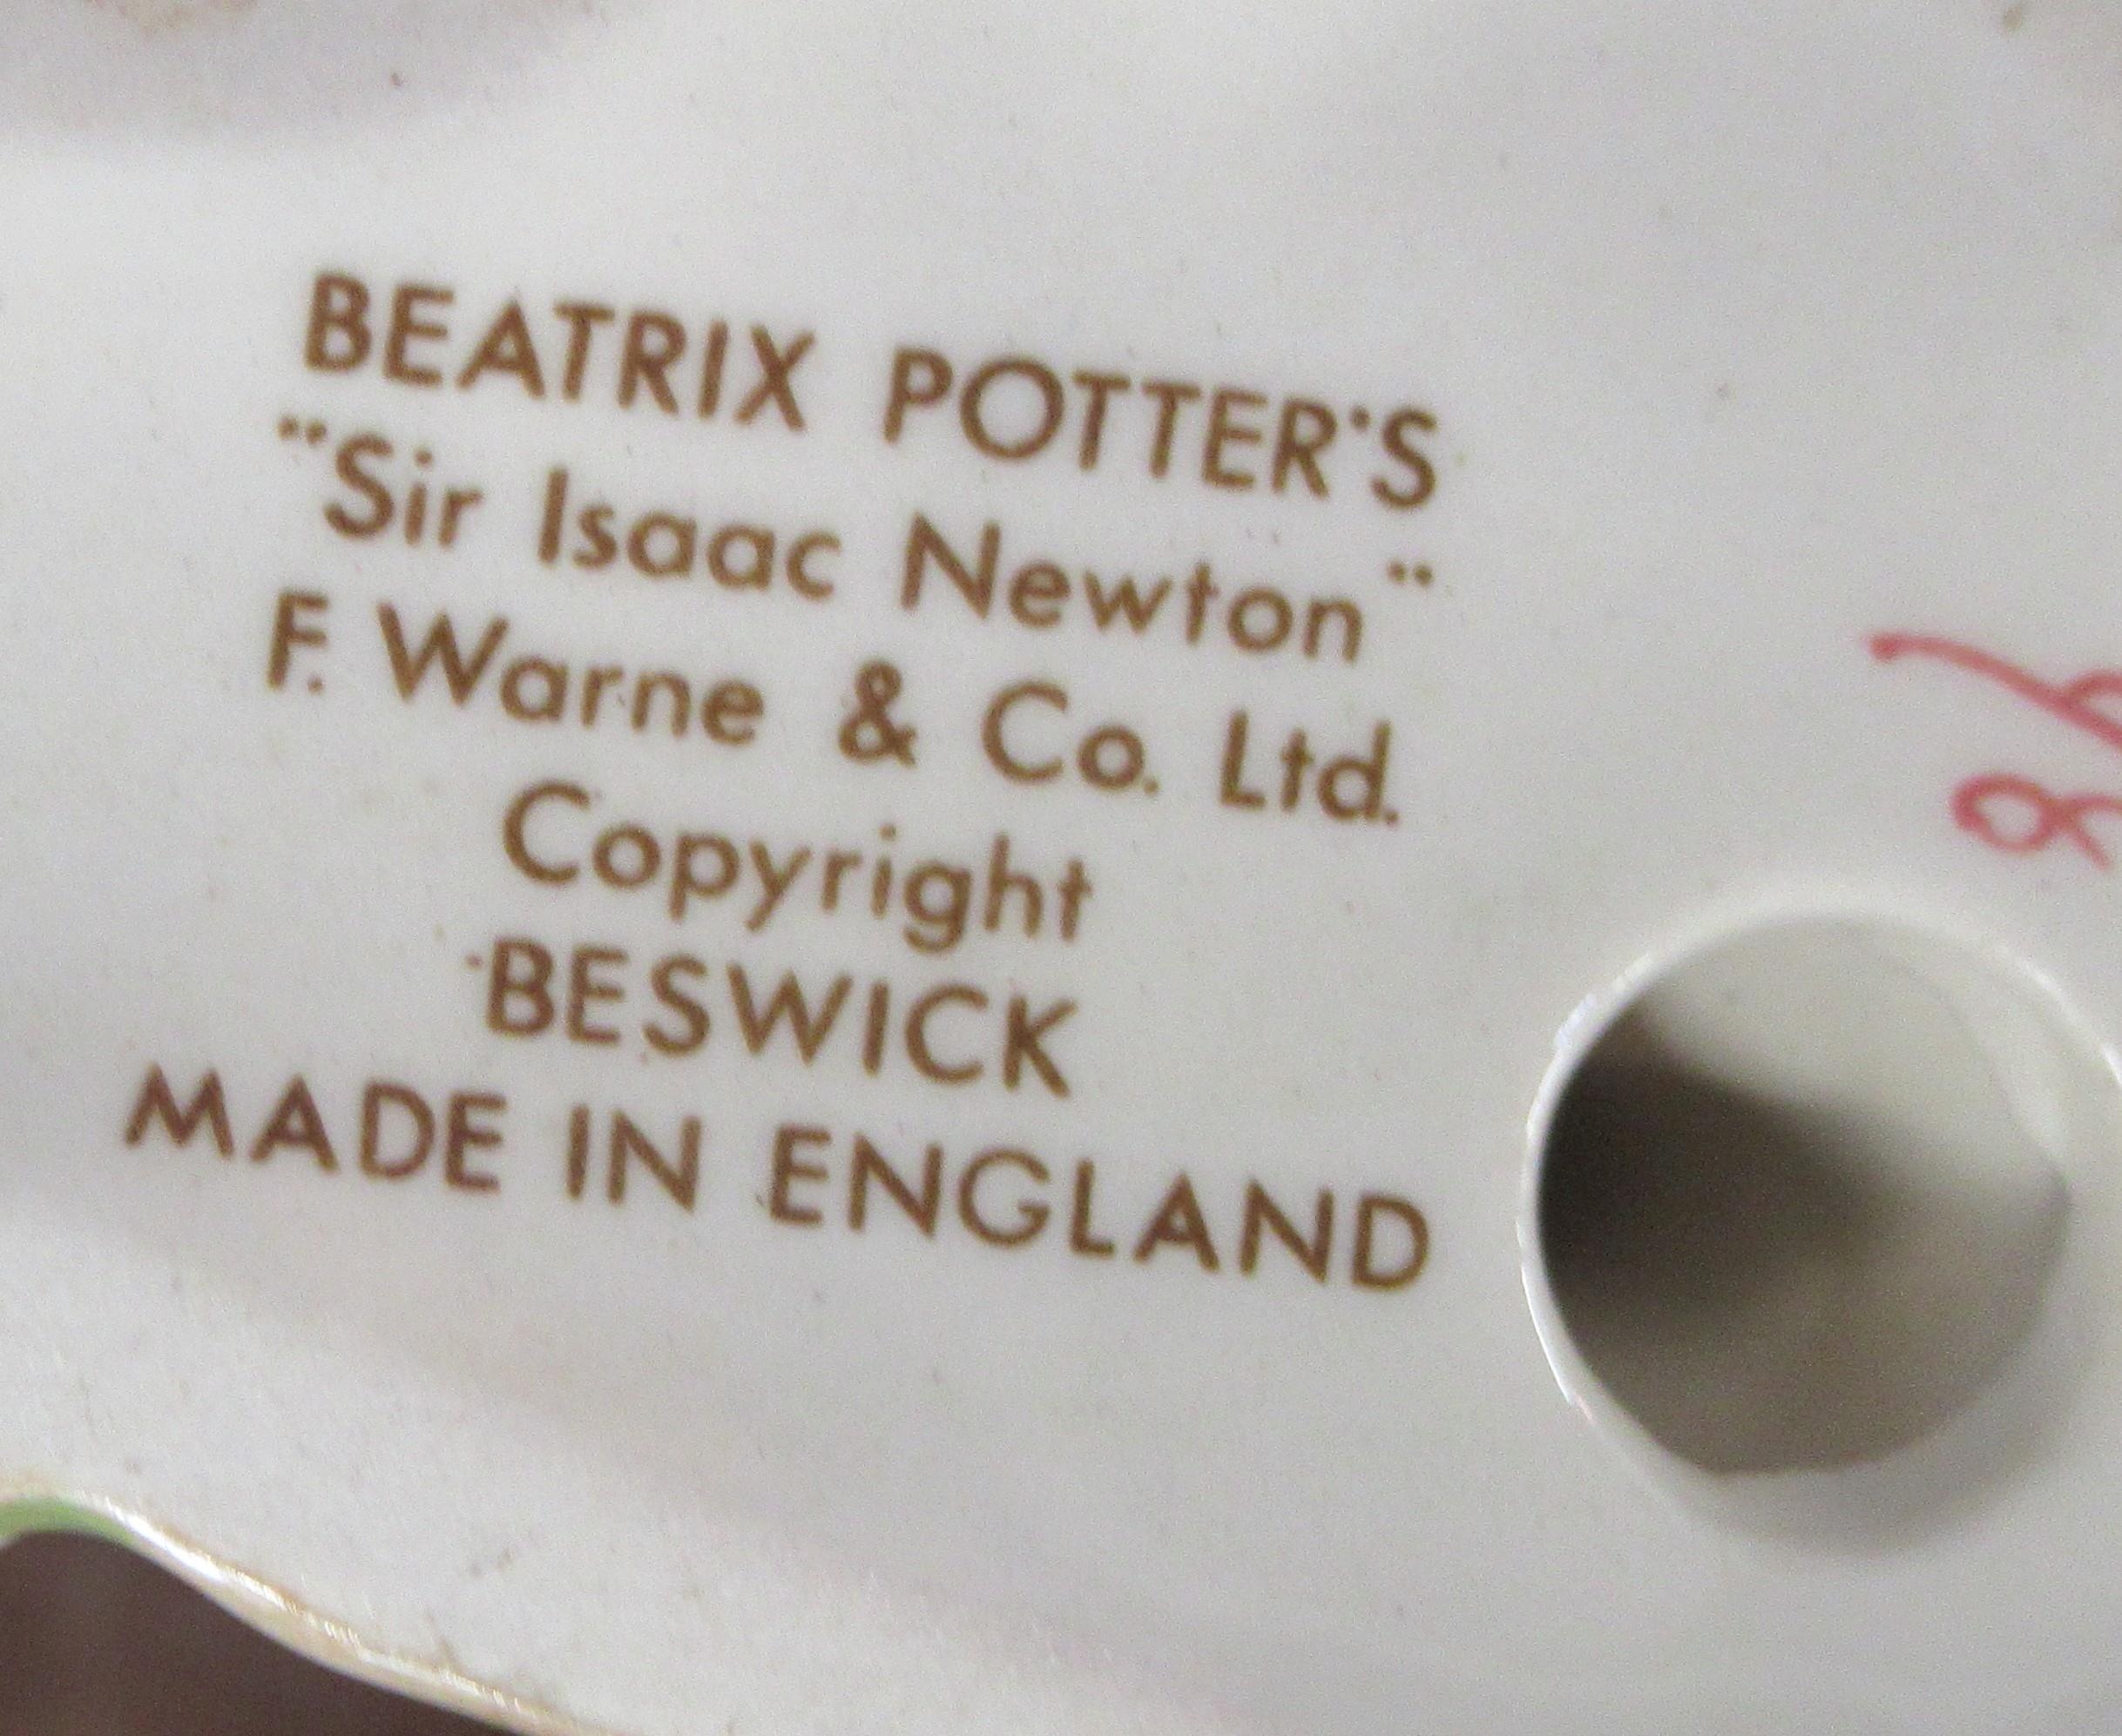 BEATRIX POTTER'S
"Sir Isaac Newton"
F. Warne & Co. Ltd.
Copyright
BESWICK
MADE IN ENGLAND